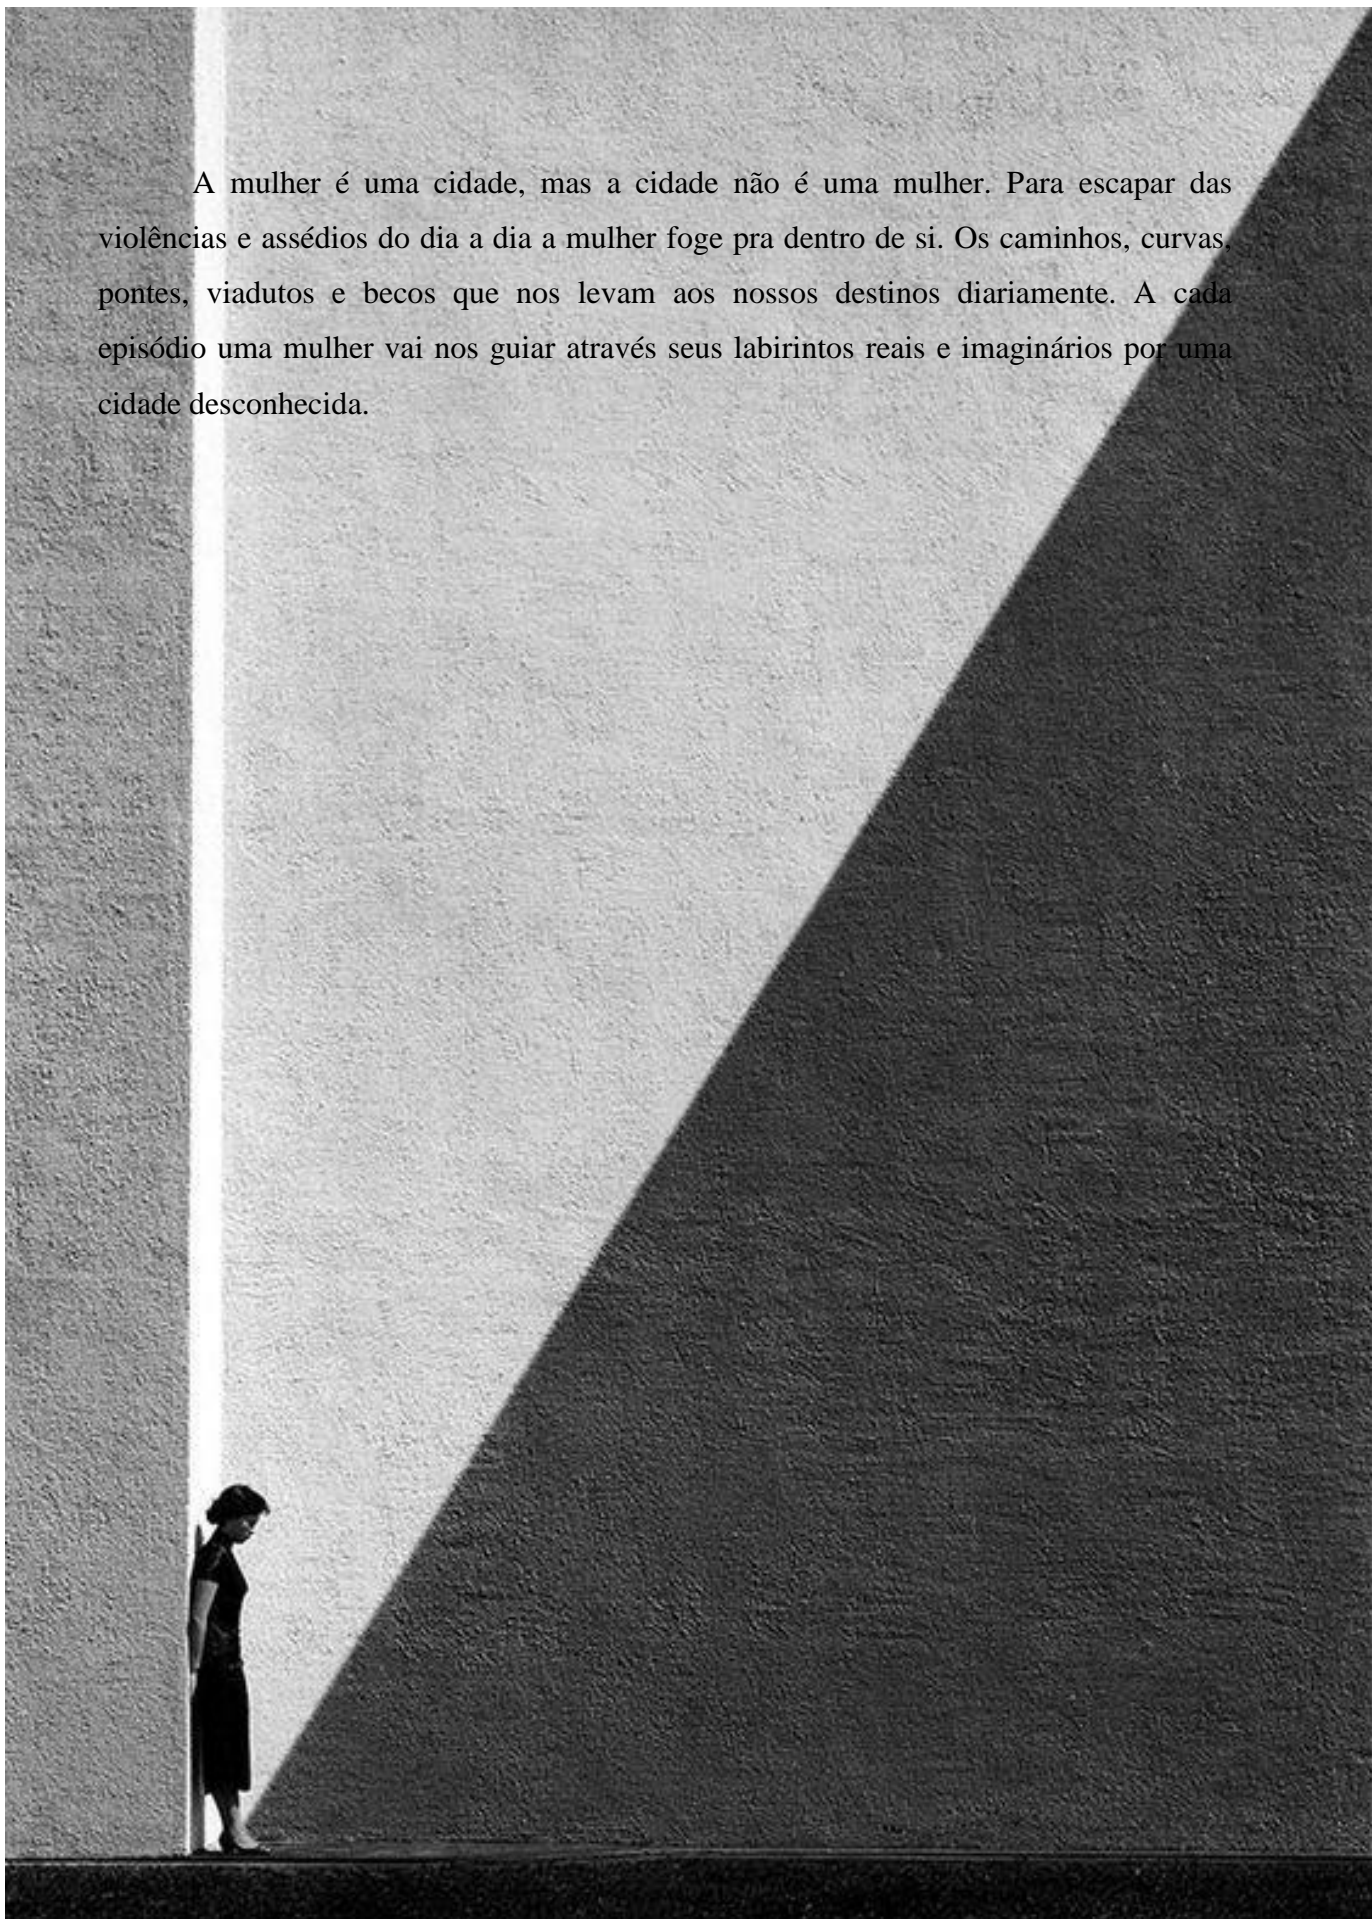 A mulher é uma cidade, mas a cidade não é uma mulher. Para escapar das
violências e assédios do dia a dia a mulher foge pra dentro de si. Os caminhos, curvas,
pontes, viadutos e becos que nos levam aos nossos destinos diariamente. A cada
episódio uma mulher vai nos guiar através seus labirintos reais e imaginários por uma
cidade desconhecida.